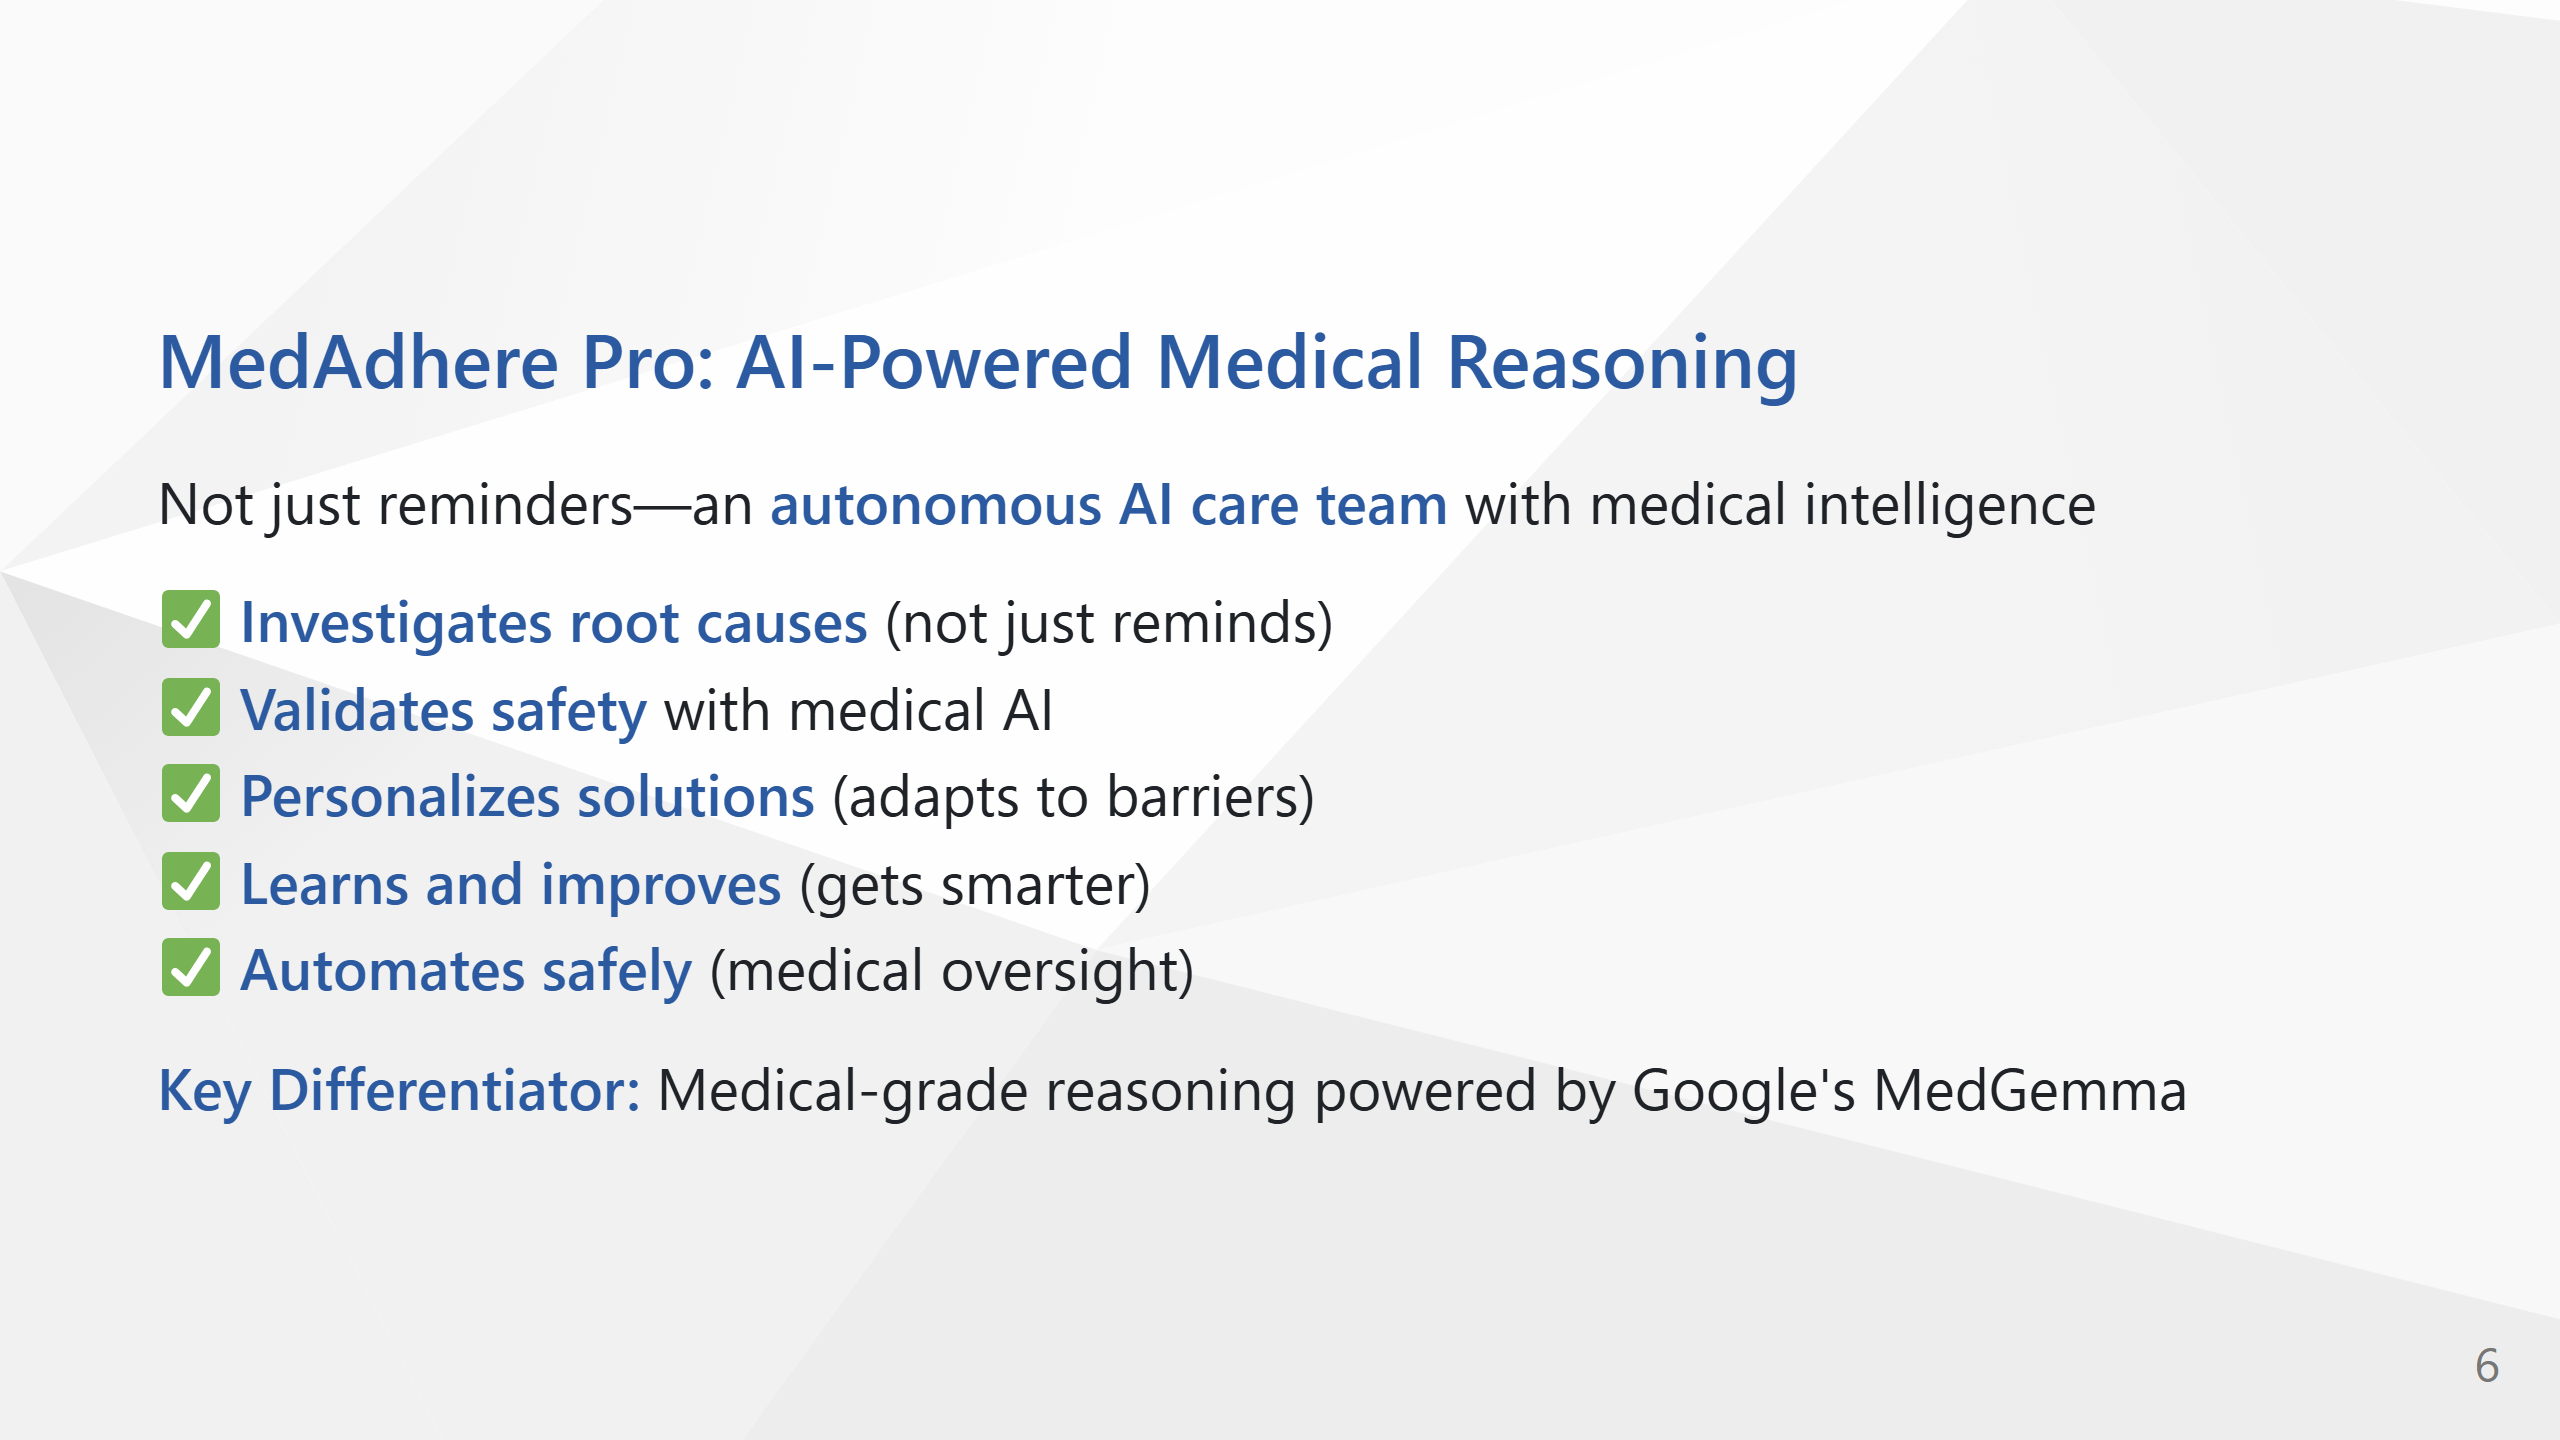 MedAdhere Pro: AI-Powered Medical Reasoning
Not just reminders—an autonomous AI care team with medical intelligence
✅ Investigates root causes (not just reminds)
✅ Validates safety with medical AI
✅ Personalizes solutions (adapts to barriers)
✅ Learns and improves (gets smarter)
✅ Automates safely (medical oversight)
Key Differentiator: Medical-grade reasoning powered by Google's MedGemma
6